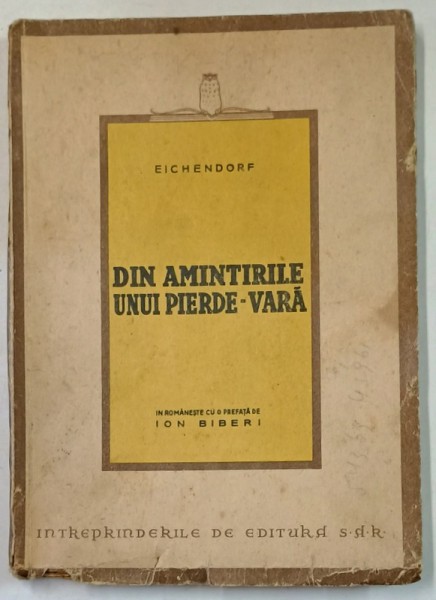 EICHENDORF
DIN AMINTIRILE
UNUI PIERDE-VARĂ
IN ROMÂNEȘTE CU O PREFAȚĂ DE
ION BIBERI
INTREPRINDERILE DE EDITURĂ S·A·R·